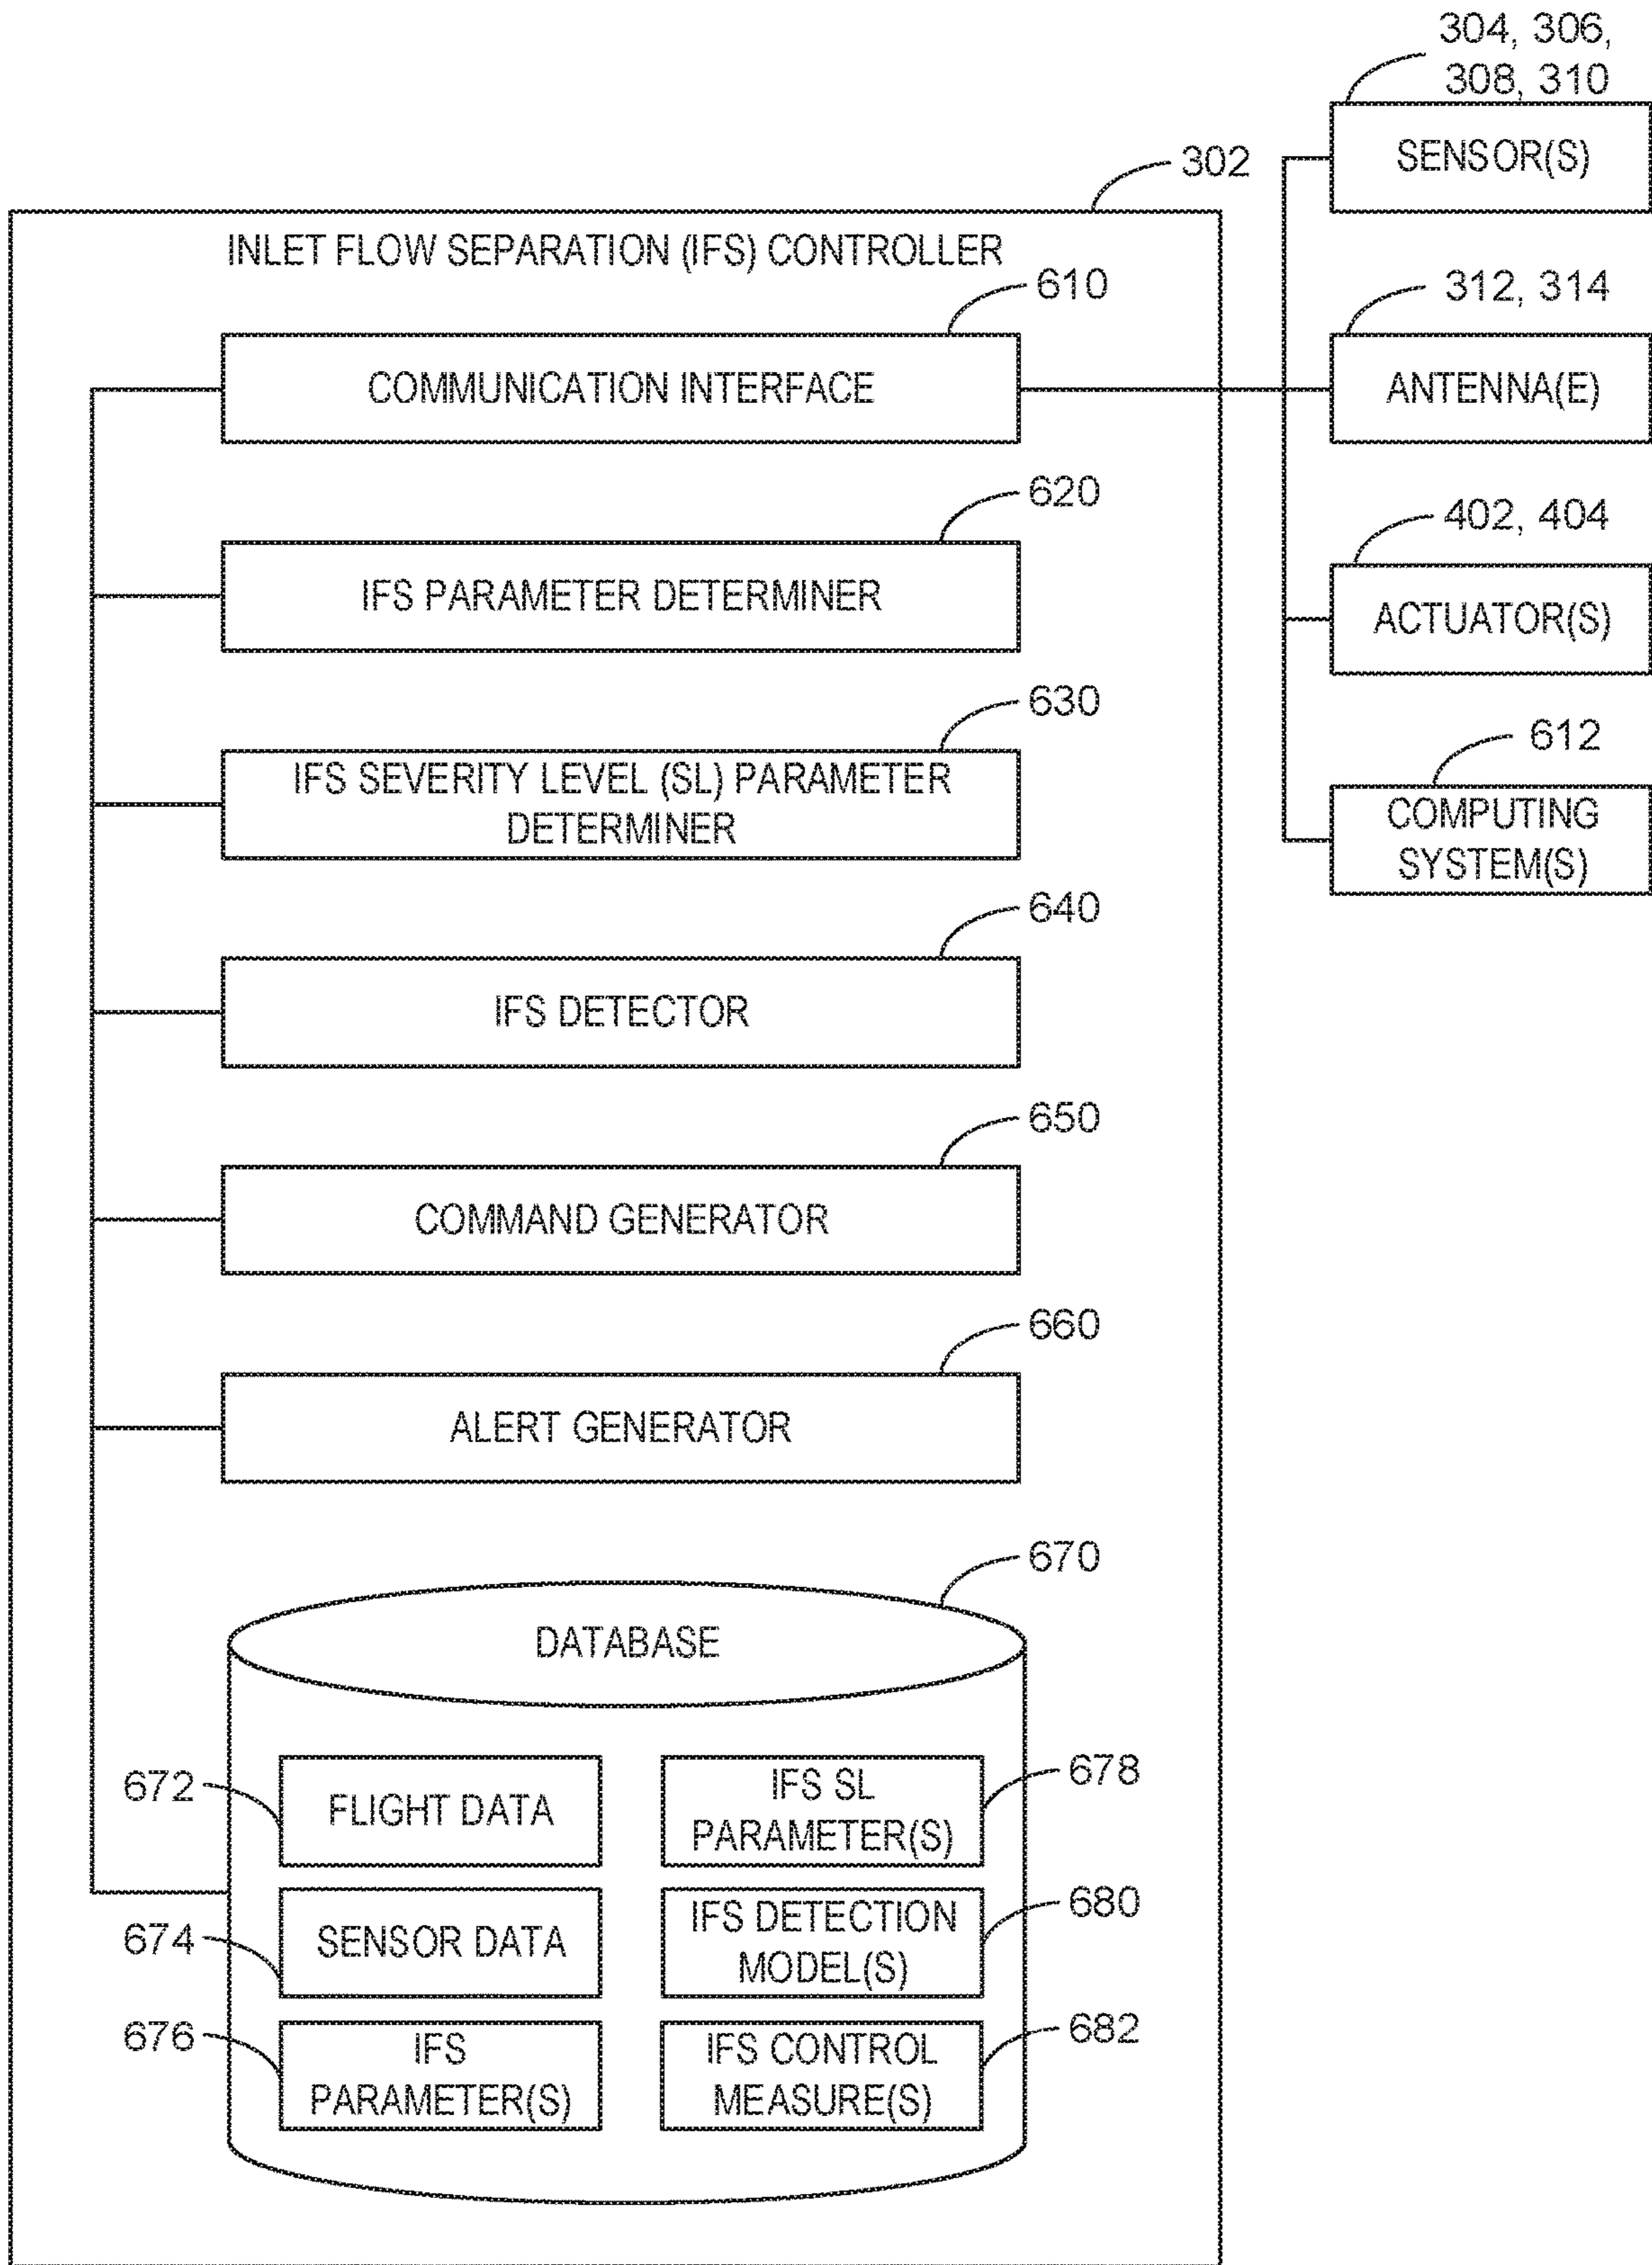 304, 306,
308, 310
SENSOR(S)
302
INLET FLOW SEPARATION (IFS) CONTROLLER
610
COMMUNICATION INTERFACE
312, 314
ANTENNA(E)
620
IFS PARAMETER DETERMINER
402, 404
ACTUATOR(S)
630
IFS SEVERITY LEVEL (SL) PARAMETER
DETERMINER
612
COMPUTING
SYSTEM(S)
640
IFS DETECTOR
650
COMMAND GENERATOR
660
ALERT GENERATOR
670
DATABASE
672
FLIGHT DATA
IFS SL
PARAMETER(S)
678
674
SENSOR DATA
IFS DETECTION
MODEL(S)
680
676
IFS
PARAMETER(S)
IFS CONTROL
MEASURE(S)
682